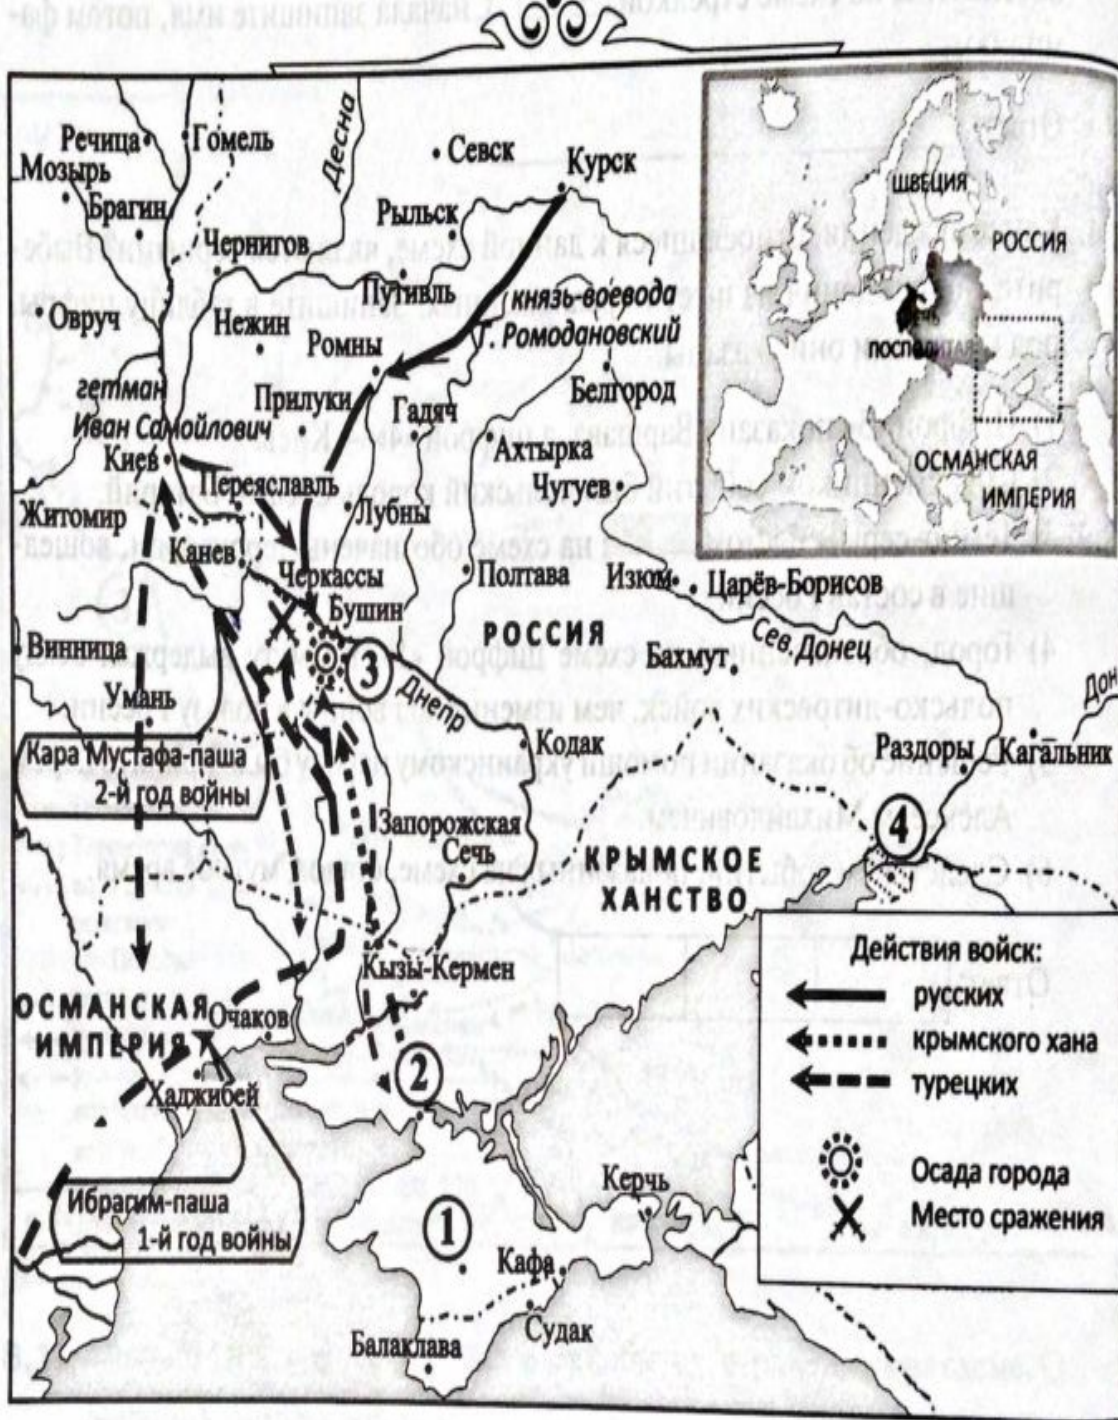 Речица
Гомель
Мозырь
Брагин
Десна
Севск
Курск
Рыльск
Чернигов
Путивль
князь-воевода
Г. Ромодановский
Овруч
Нежин
Ромны
Белгород
гетман
Иван Самойлович
Прилуки
Гадяч
Ахтырка
Киев
Переяславль
Чугуев
Житомир
Лубны
Канев
Черкассы
Полтава
Изюм
Царёв-Борисов
Бушин
РОССИЯ
Сев. Донец
Винница
3
Днепр
Бахмут
Дон
Умань
Кодак
Раздоры
Кагальник
Кара Мустафа-паша
2-й год войны
Запорожская
Сечь
4
КРЫМСКОЕ
ХАНСТВО
Кызы-Кермен
ОСМАНСКАЯ
ИМПЕРИЯ
Очаков
2
Хаджибей
Ибрагим-паша
1-й год войны
1
Керчь
Кафа
Судак
Балаклава
ШВЕЦИЯ
РОССИЯ
ОСМАНСКАЯ
ИМПЕРИЯ
Действия войск:
русских
крымского хана
турецких
Осада города
Место сражения